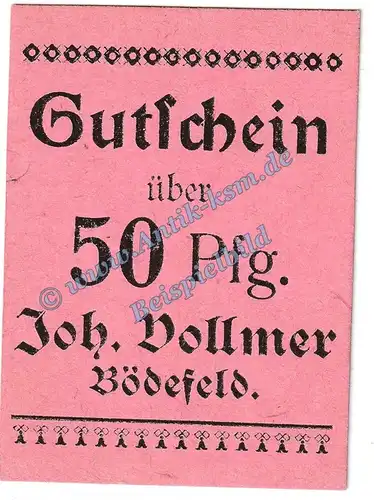 Gutſchein
über
50 Pfg.
Joh. Vollmer
Bödefeld.
© www.Antik-ksm.de
Beispielbild